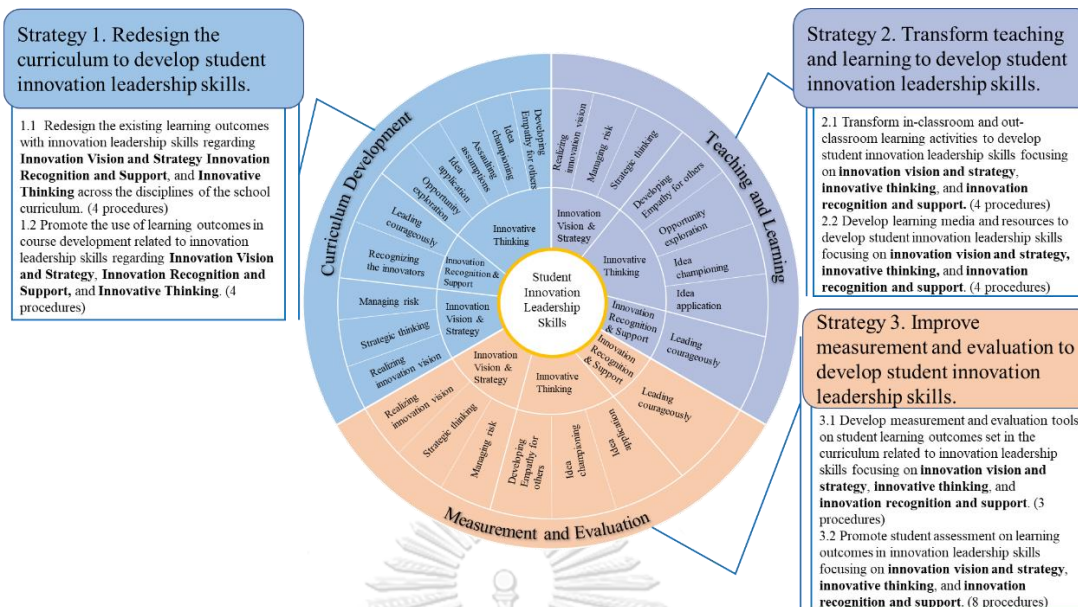 Strategy 1. Redesign the
curriculum to develop student
innovation leadership skills.
1.1 Redesign the existing learning outcomes
with innovation leadership skills regarding
Innovation Vision and Strategy Innovation
Recognition and Support, and Innovative
Thinking across the disciplines of the school
curriculum. (4 procedures)
1.2 Promote the use of learning outcomes in
course development related to innovation
leadership skills regarding Innovation Vision
and Strategy, Innovation Recognition and
Support, and Innovative Thinking. (4
procedures)
Curriculum Development
Developing
Empathy for others
Idea
championing
Assaulting
assumptions
Idea
application
Opportunity
exploration
Leading
courageously
Recognizing
the innovators
Managing risk
Strategic thinking
Realizing
innovation vision
Innovative
Thinking
Innovation
Recognition &
Support
Innovation
Vision &
Strategy
Student
Innovation
Leadership
Skills
Teaching and Learning
Realizing
innovation vision
Managing risk
Strategic thinking
Developing
Empathy for others
Opportunity
exploration
Idea
championing
Idea
application
Leading
courageously
Innovation
Vision &
Strategy
Innovative
Thinking
Innovation
Recognition
& Support
Measurement and Evaluation
Realizing
innovation vision
Strategic thinking
Managing risk
Developing
Empathy for
others
Idea
championing
Idea
application
Leading
courageously
Innovation
Vision &
Strategy
Innovative
Thinking
Innovation
Recognition
& Support
Strategy 2. Transform teaching
and learning to develop student
innovation leadership skills.
2.1 Transform in-classroom and out-
classroom learning activities to develop
student innovation leadership skills focusing
on innovation vision and strategy,
innovative thinking, and innovation
recognition and support. (4 procedures)
2.2 Develop learning media and resources to
develop student innovation leadership skills
focusing on innovation vision and strategy,
innovative thinking, and innovation
recognition and support. (4 procedures)
Strategy 3. Improve
measurement and evaluation to
develop student innovation
leadership skills.
3.1 Develop measurement and evaluation tools
on student learning outcomes set in the
curriculum related to innovation leadership
skills focusing on innovation vision and
strategy, innovative thinking, and
innovation recognition and support. (3
procedures)
3.2 Promote student assessment on learning
outcomes in innovation leadership skills
focusing on innovation vision and strategy,
innovative thinking, and innovation
recognition and support. (8 procedures)